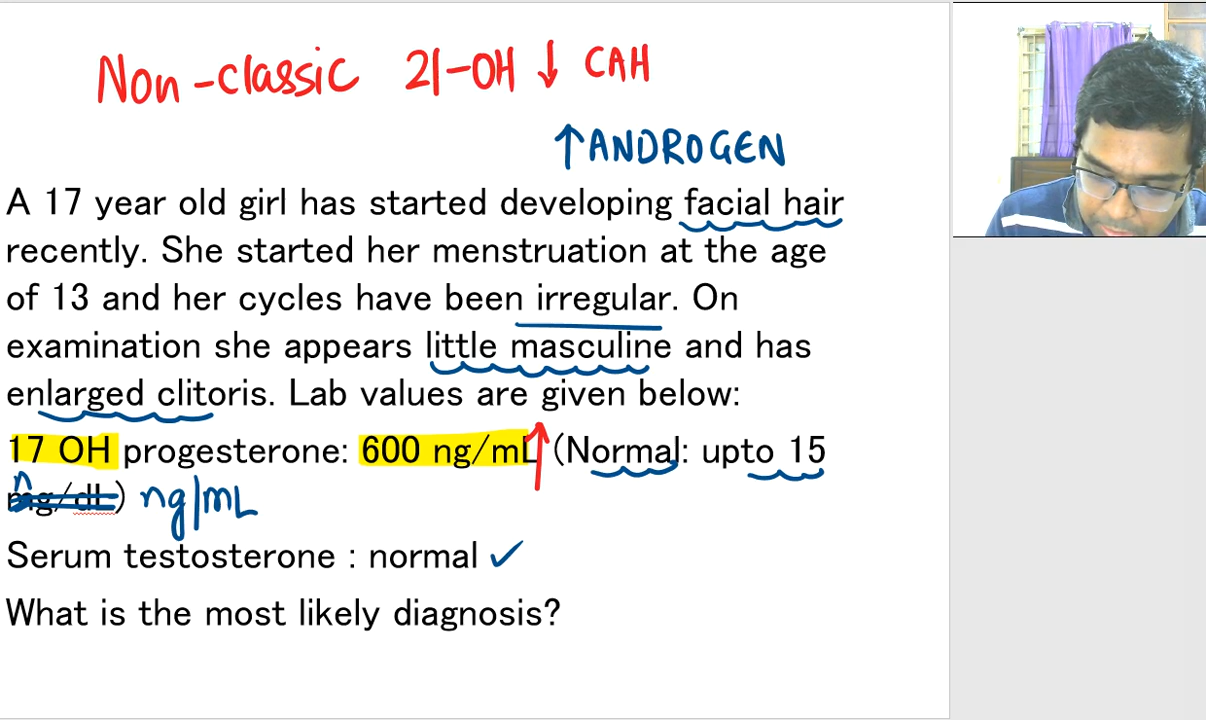 Non-classic 21-OH ↓ CAH
↑ANDROGEN
A 17 year old girl has started developing facial hair
recently. She started her menstruation at the age
of 13 and her cycles have been irregular. On
examination she appears little masculine and has
enlarged clitoris. Lab values are given below:
17 OH progesterone: 600 ng/mL ↑ (Normal: upto 15
mg/dL) ng/mL
Serum testosterone : normal ✓
What is the most likely diagnosis?